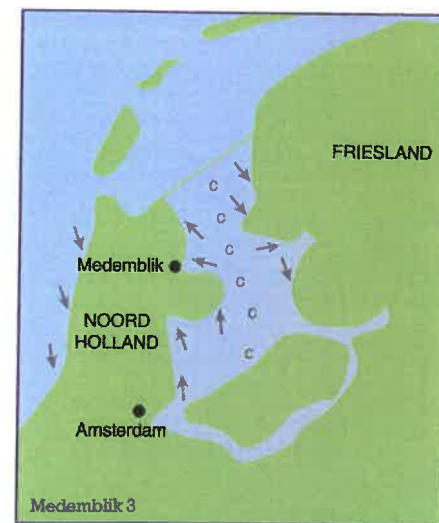 FRIESLAND
C
C
C
Medemblik
C
NOORD
HOLLAND
C
C
Amsterdam
Medemblik 3